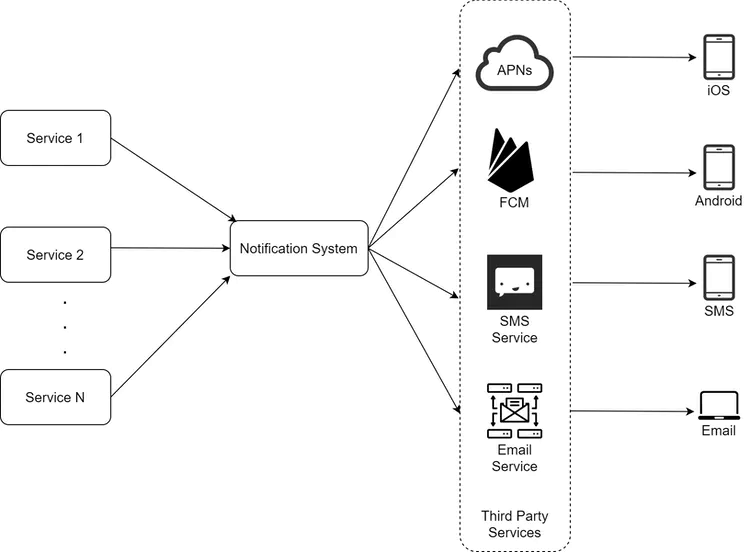 Service 1
Service 2
Service N
Notification System
APNs
FCM
SMS
Service
Email
Service
Third Party
Services
iOS
Android
SMS
Email